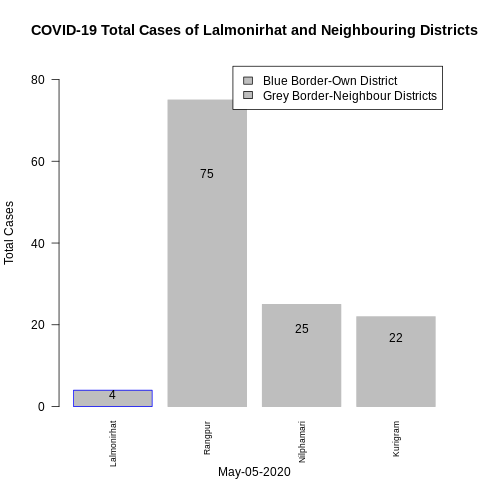 COVID-19 Total Cases of Lalmonirhat and Neighbouring Districts
Blue Border-Own District
Grey Border-Neighbour Districts
Total Cases
80
60
40
20
0
4
75
25
22
Lalmonirhat
Rangpur
Nilphamari
Kurigram
May-05-2020